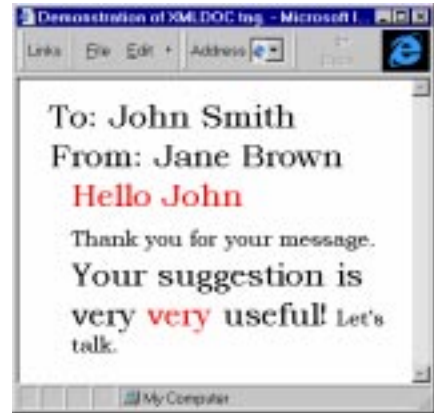 Demonstration of XMLDOC tag. - Microsoft I...
Links File Edit Address
To: John Smith
From: Jane Brown
Hello John
Thank you for your message.
Your suggestion is
very very useful! Let's
talk.
My Computer